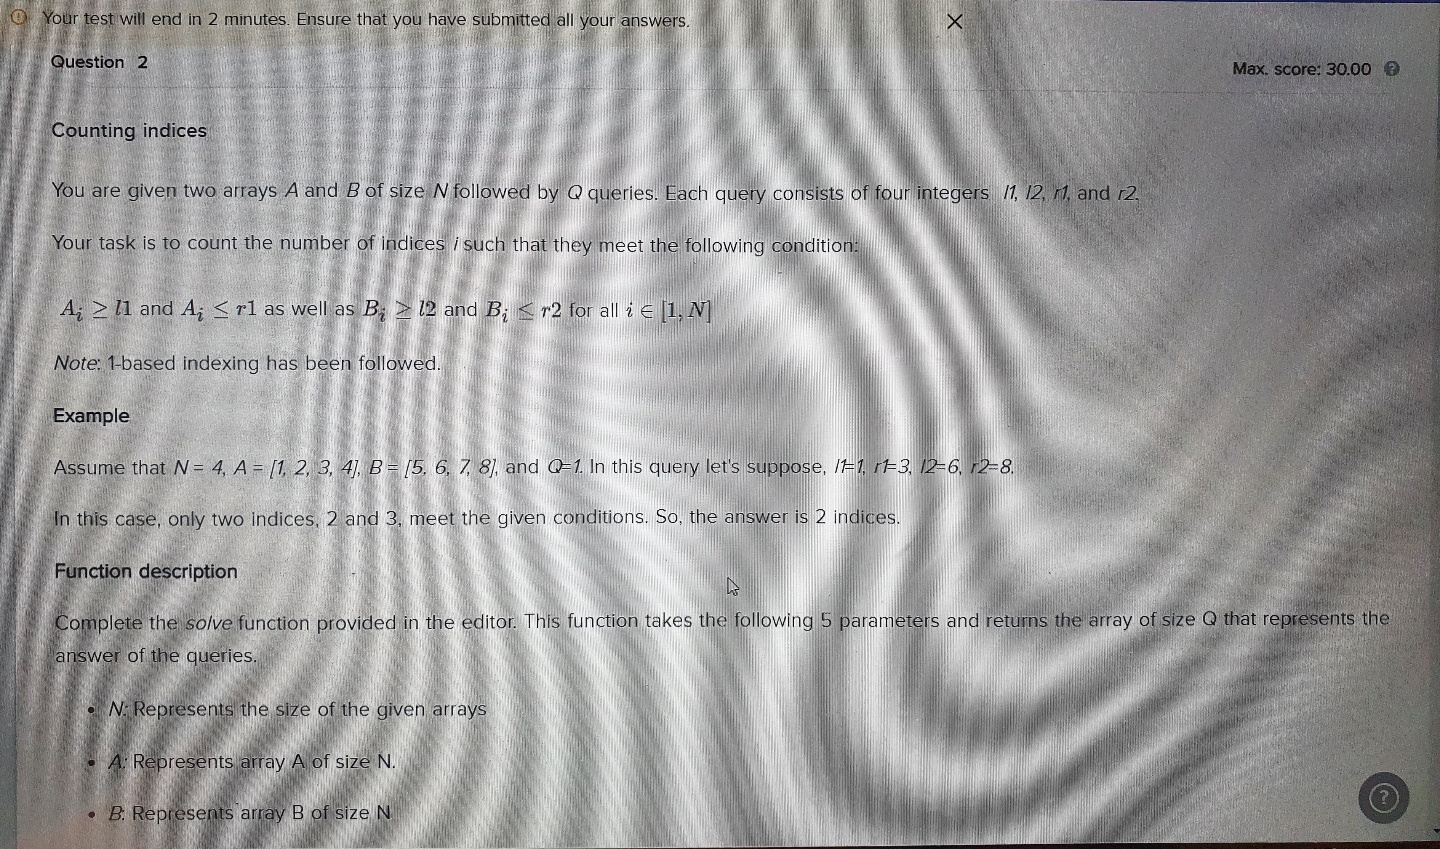 Your test will end in 2 minutes. Ensure that you have submitted all your answers.
Question 2
Max. score: 30.00
Counting indices
You are given two arrays A and B of size N followed by Q queries. Each query consists of four integers l1, l2, r1, and r2.
Your task is to count the number of indices i such that they meet the following condition:
A_i ≥ l1 and A_i ≤ r1 as well as B_i ≥ l2 and B_i ≤ r2 for all i ∈ [1, N]
Note: 1-based indexing has been followed.
Example
Assume that N = 4, A = [1, 2, 3, 4], B = [5, 6, 7, 8], and Q=1. In this query let's suppose, l1=1, r1=3, l2=6, r2=8.
In this case, only two indices, 2 and 3, meet the given conditions. So, the answer is 2 indices.
Function description
Complete the solve function provided in the editor. This function takes the following 5 parameters and returns the array of size Q that represents the
answer of the queries.
• N: Represents the size of the given arrays
• A: Represents array A of size N.
• B: Represents array B of size N